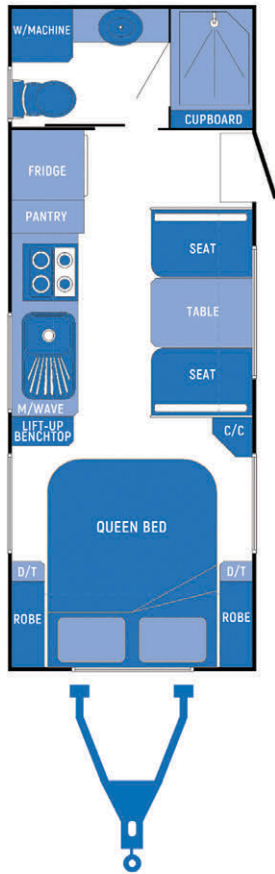 W/MACHINE
CUPBOARD
FRIDGE
PANTRY
SEAT
TABLE
SEAT
M/WAVE
LIFT-UP
BENCHTOP
C/C
QUEEN BED
D/T
D/T
ROBE
ROBE